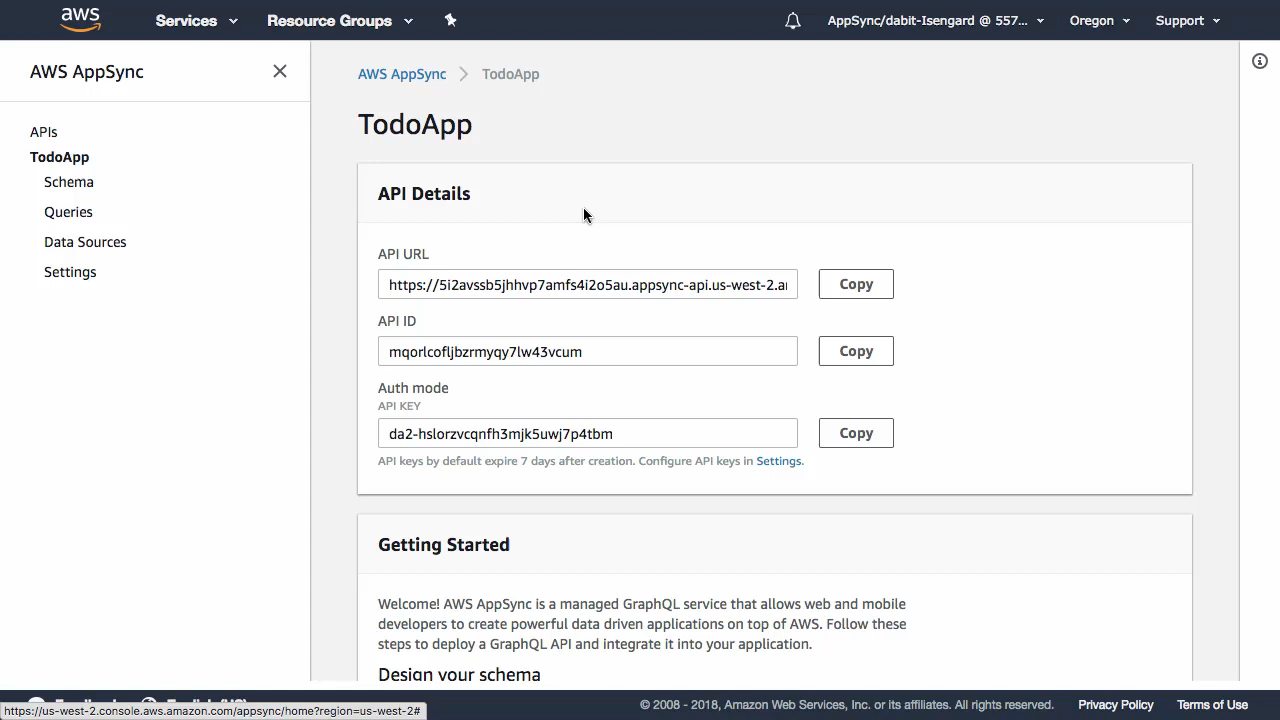 aws
Services
Resource Groups
AppSync/dabit-Isengard @ 557...
Oregon
Support
AWS AppSync
AWS AppSync
TodoApp
APIs
TodoApp
Schema
Queries
Data Sources
Settings
TodoApp
API Details
API URL
https://5i2avssb5jhhvp7amfs4i2o5au.appsync-api.us-west-2.a
Copy
API ID
mqorlcofljbzrmyqy7lw43vcum
Copy
Auth mode
API KEY
da2-hslorzvcqnfh3mjk5uwj7p4tbm
Copy
API keys by default expire 7 days after creation. Configure API keys in Settings.
Getting Started
Welcome! AWS AppSync is a managed GraphQL service that allows web and mobile
developers to create powerful data driven applications on top of AWS. Follow these
steps to deploy a GraphQL API and integrate it into your application.
Design your schema
https://us-west-2.console.aws.amazon.com/appsync/home?region=us-west-2#
© 2008 - 2018, Amazon Web Services, Inc. or its affiliates. All rights reserved.
Privacy Policy
Terms of Use